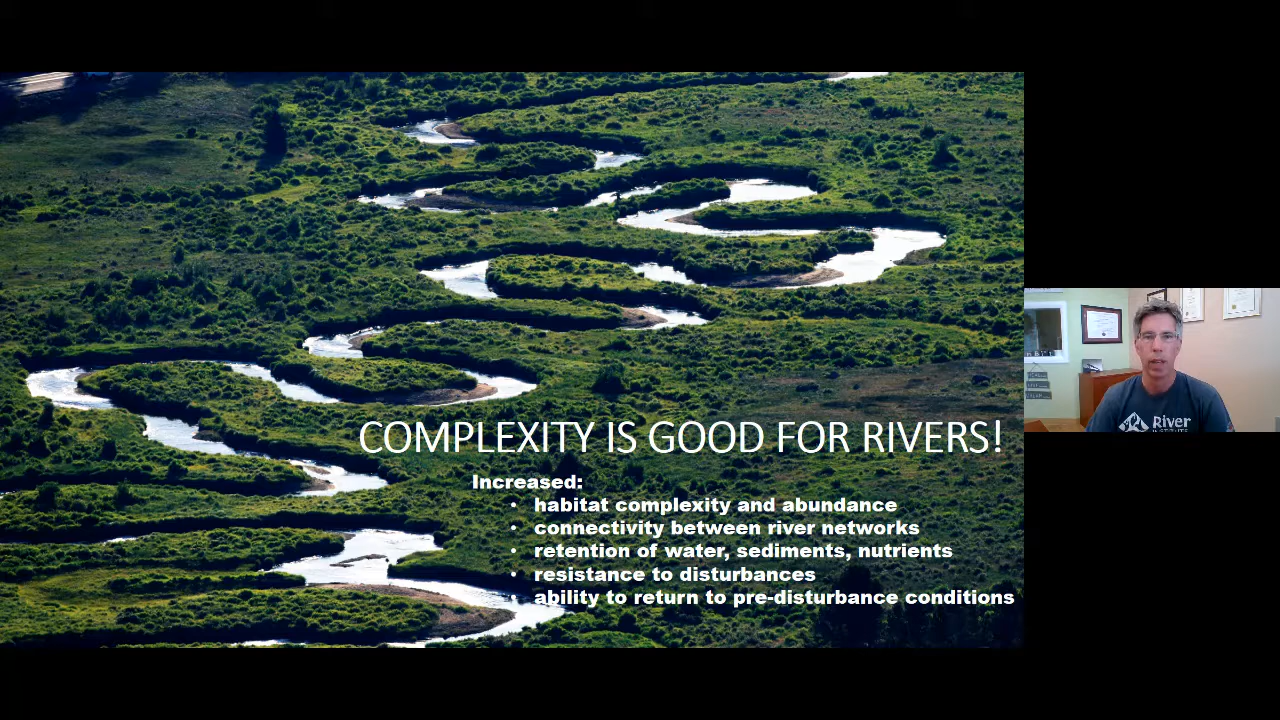 COMPLEXITY IS GOOD FOR RIVERS!
Increased:
• habitat complexity and abundance
• connectivity between river networks
• retention of water, sediments, nutrients
• resistance to disturbances
• ability to return to pre-disturbance conditions
River
INSTITUTE